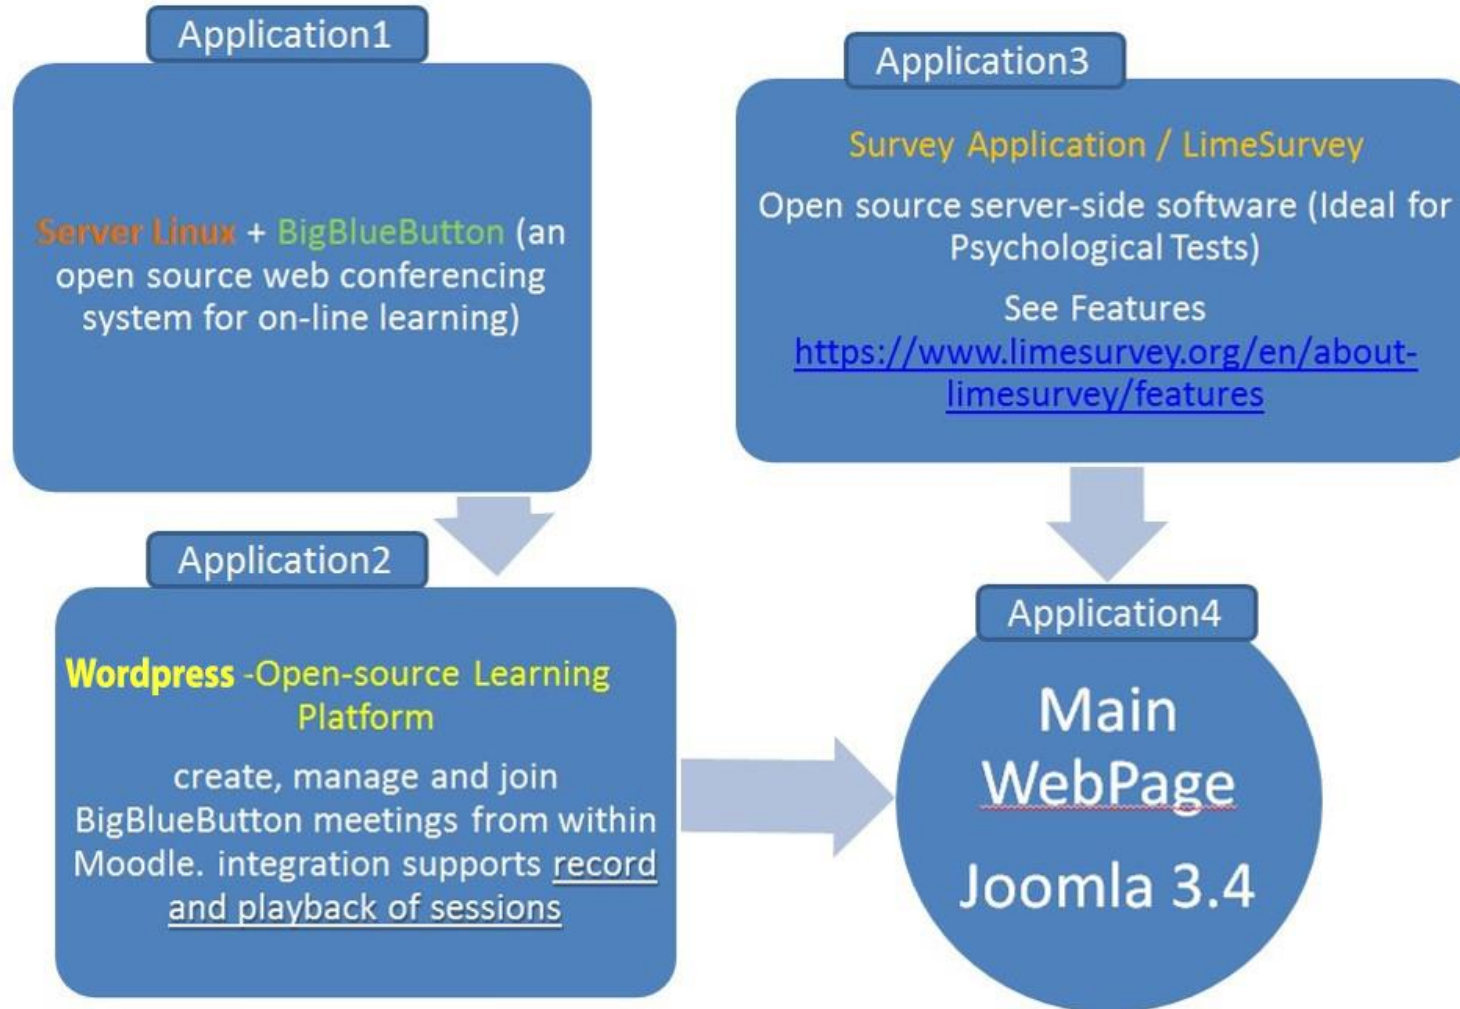 Application1
Server Linux + BigBlueButton (an
open source web conferencing
system for on-line learning)
Application2
Wordpress -Open-source Learning
Platform
create, manage and join
BigBlueButton meetings from within
Moodle. integration supports record
and playback of sessions
Application3
Survey Application / LimeSurvey
Open source server-side software (Ideal for
Psychological Tests)
See Features
https://www.limesurvey.org/en/about-
limesurvey/features
Application4
Main
WebPage
Joomla 3.4